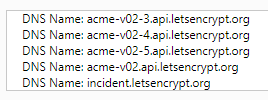 DNS Name: acme-v02-3.api.letsencrypt.org
DNS Name: acme-v02-4.api.letsencrypt.org
DNS Name: acme-v02-5.api.letsencrypt.org
DNS Name: acme-v02.api.letsencrypt.org
DNS Name: incident.letsencrypt.org